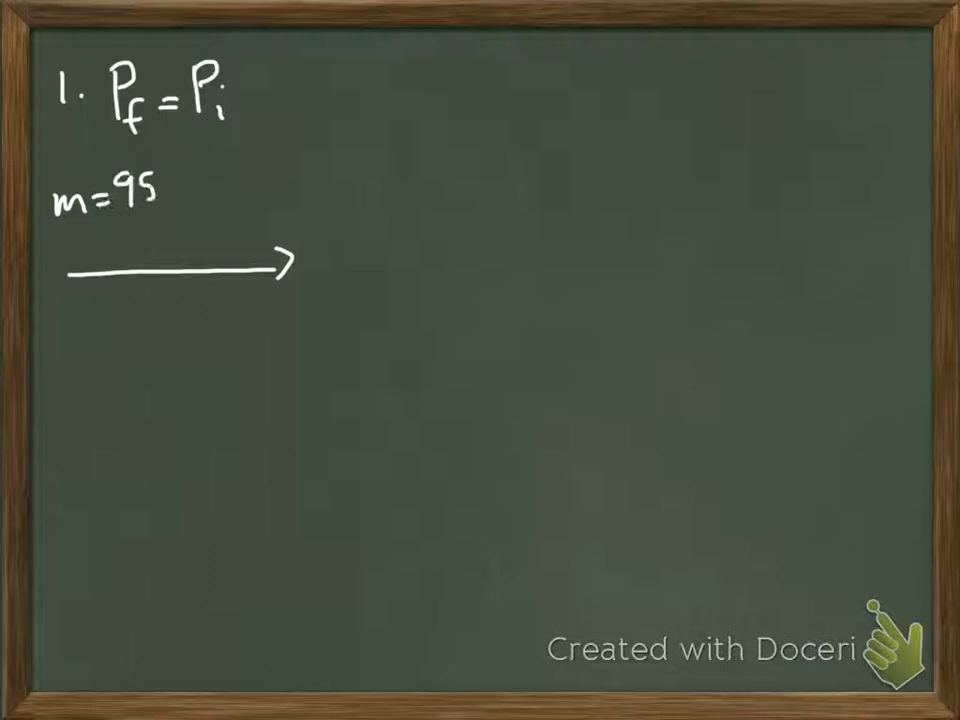 1. Pf = Pi
m = 95
Created with Doceri